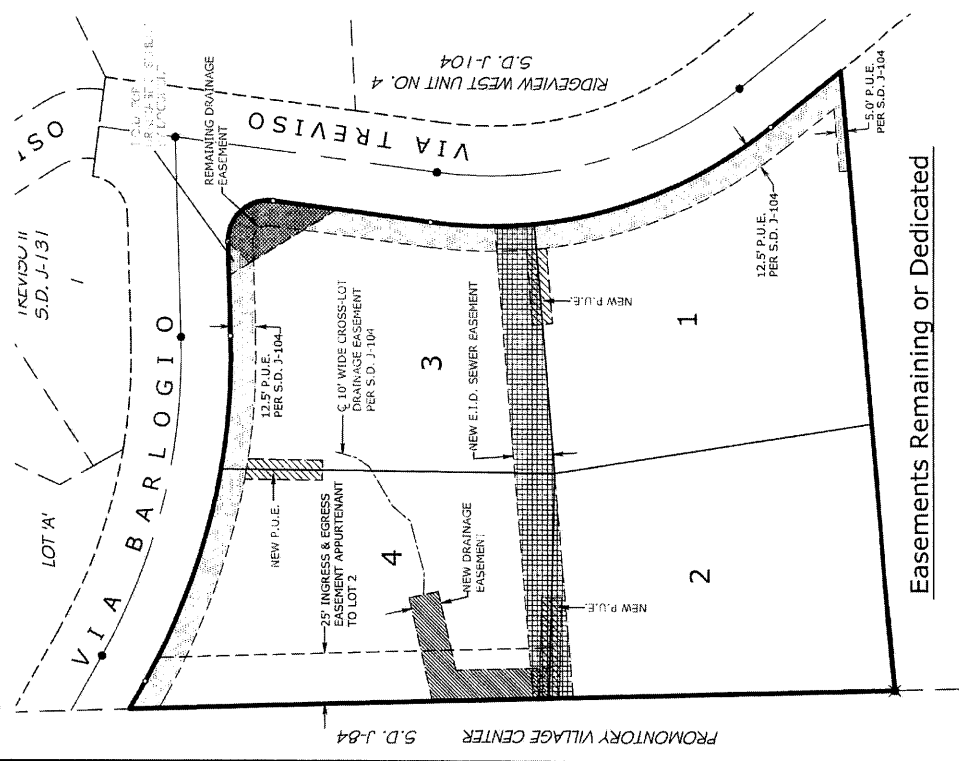 ISO
TREVISO II
S.D. J-131
1
LOT 'A'
VIA BARLOGIO
VIA TREVISO
RIDGEVIEW WEST UNIT NO. 4
S.D. J-104
REMAINING DRAINAGE
EASEMENT
12.5' P.U.E.
PER S.D. J-104
℄ 10' WIDE CROSS-LOT
DRAINAGE EASEMENT
PER S.D. J-104
3
NEW E.I.D. SEWER EASEMENT
NEW P.U.E.
1
12.5' P.U.E.
PER S.D. J-104
5.0' P.U.E.
PER S.D. J-104
NEW P.U.E.
25' INGRESS & EGRESS
EASEMENT APPURTENANT
TO LOT 2
4
NEW DRAINAGE
EASEMENT
NEW P.U.E.
2
PROMONTORY VILLAGE CENTER S.D. J-84
Easements Remaining or Dedicated